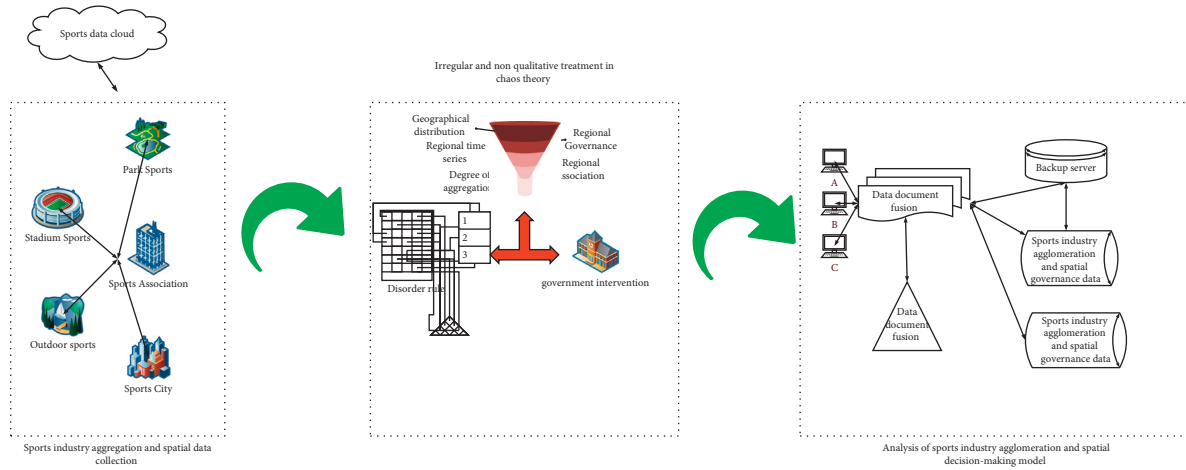 Sports data cloud
Park Sports
Stadium Sports
Sports Association
Outdoor sports
Sports City
Sports industry aggregation and spatial data
collection
Irregular and non qualitative treatment in
chaos theory
Geographical
distribution
Regional time
series
Degree of
aggregation
Regional
Governance
Regional
ssociation
1
2
3
Disorder rule
government intervention
A
B
C
Data document
fusion
Data
document
fusion
Backup server
Sports industry
agglomeration
and spatial
governance data
Sports industry
agglomeration
and spatial
governance data
Analysis of sports industry agglomeration and spatial
decision-making model